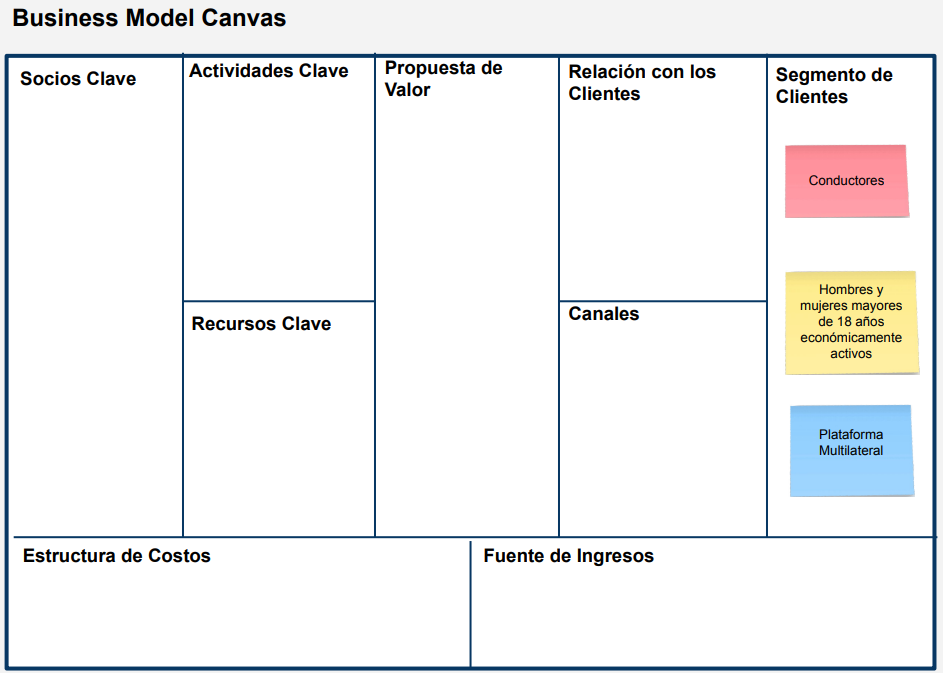 Business Model Canvas
Socios Clave
Actividades Clave
Propuesta de
Valor
Relación con los
Clientes
Segmento de
Clientes
Conductores
Hombres y
mujeres mayores
de 18 años
económicamente
activos
Plataforma
Multilateral
Recursos Clave
Canales
Estructura de Costos
Fuente de Ingresos